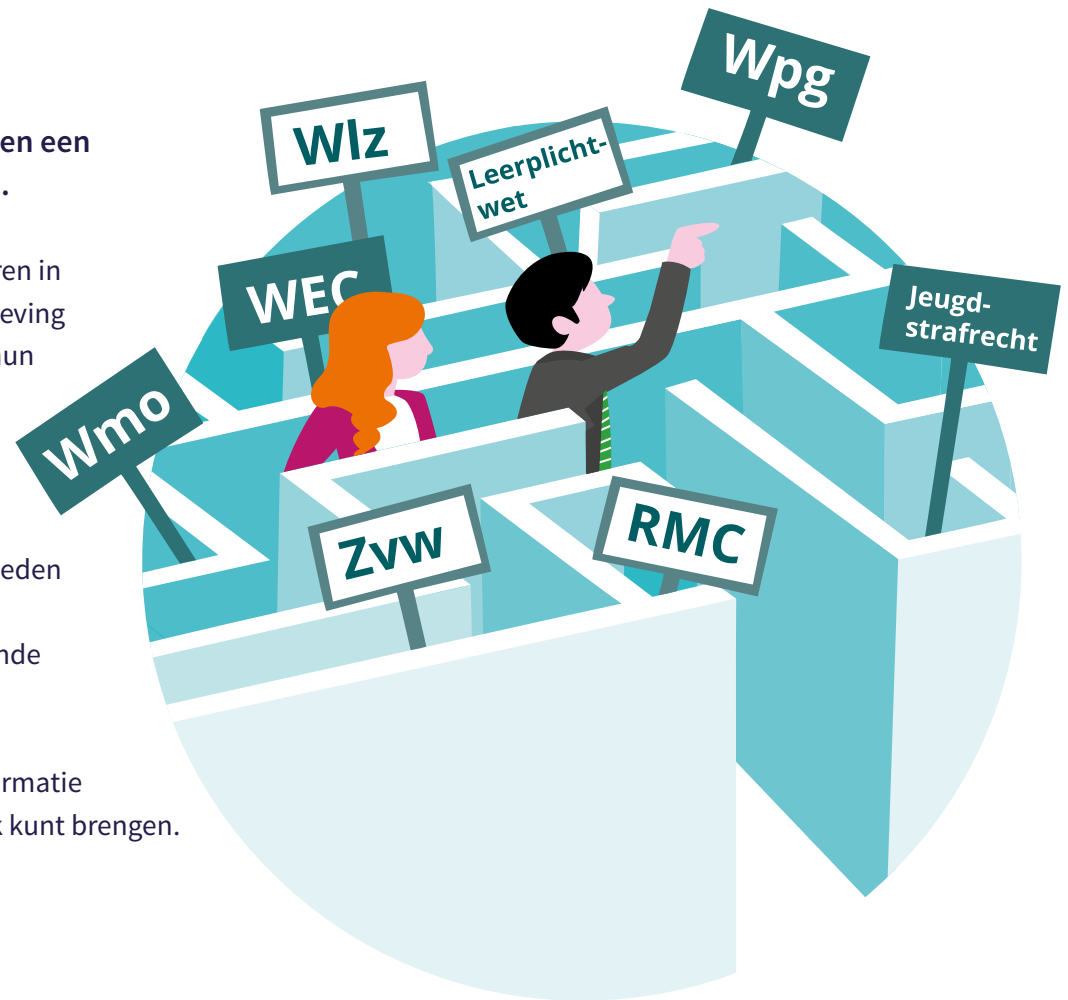 en een
.
ren in
eving
un
eden
nde
rmatie
kunt brengen.
Wpg
Wlz
Leerplicht-
wet
WEC
Jeugd-
strafrecht
Wmo
Zvw
RMC